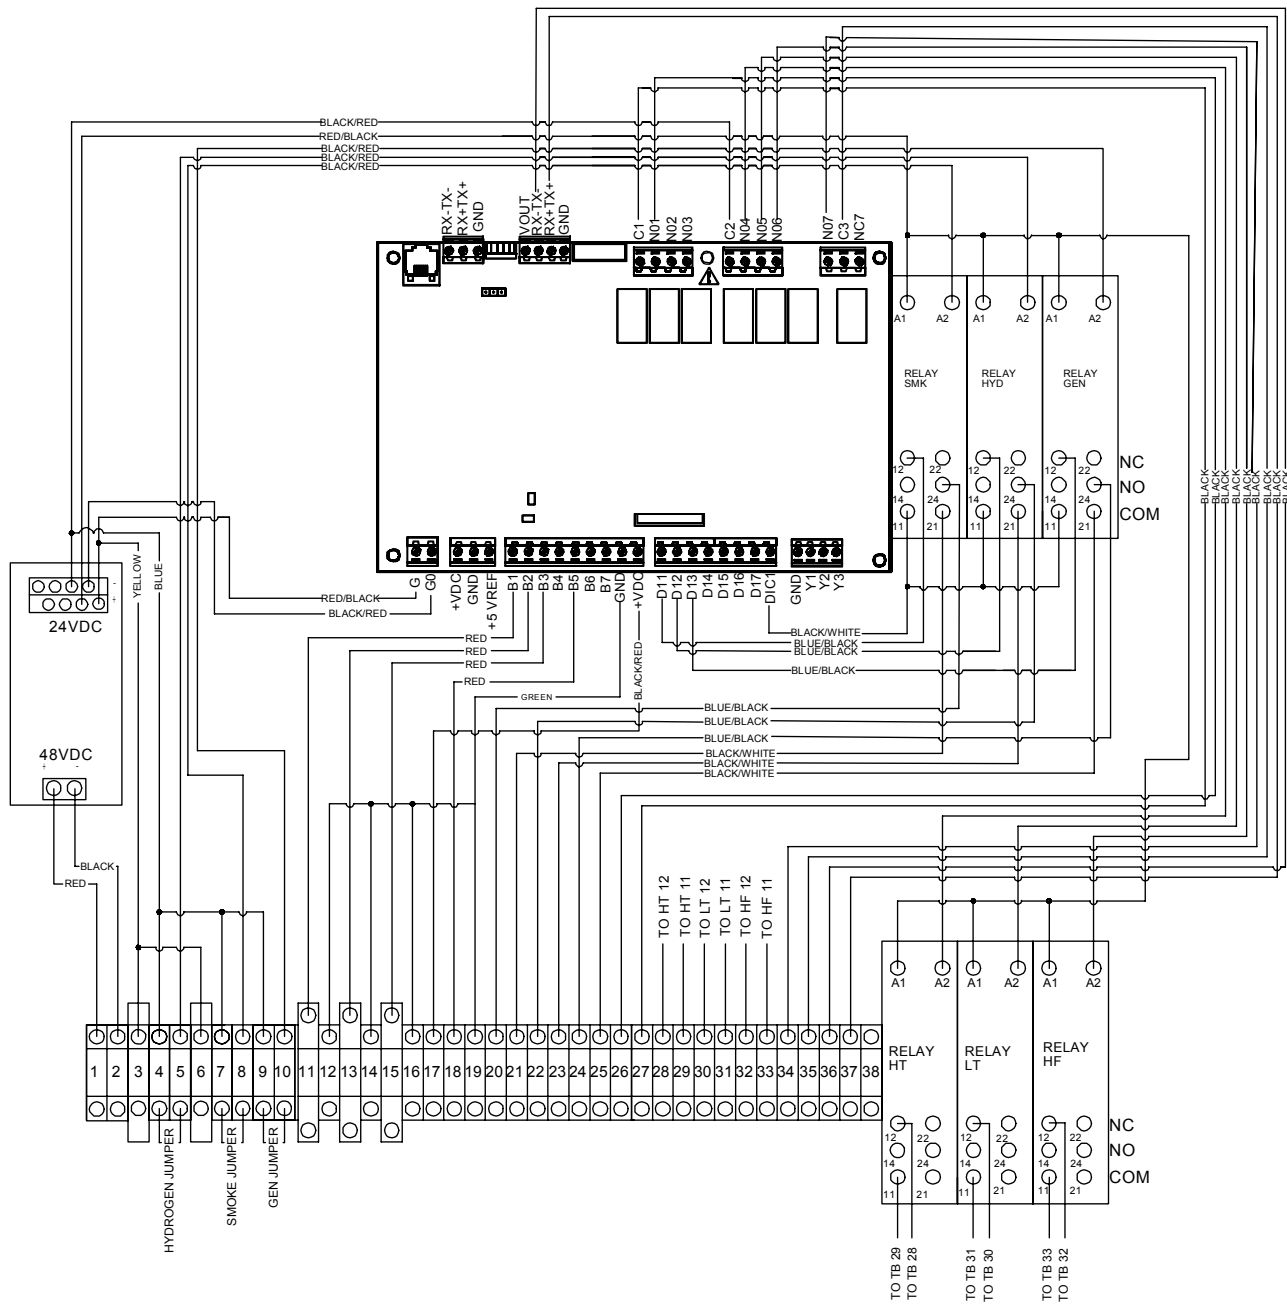 BLACK/RED
RED/BLACK
BLACK/RED
BLACK/RED
BLACK/RED
RX-TX-
RX+TX+
GND
VOUT
RX-TX-
RX+TX+
GND
C1
N01
N02
N03
C2
N04
N05
N06
N07
C3
NC7
A1
A2
A1
A2
A1
A2
RELAY
SMK
RELAY
HYD
RELAY
GEN
12
22
12
22
12
22
NC
14
24
14
24
14
24
NO
11
21
11
21
11
21
COM
BLACK
BLACK
BLACK
BLACK
BLACK
BLACK
BLACK
BLACK
BLACK
YELLOW
BLUE
-
+
24VDC
48VDC
+
-
RED/BLACK
BLACK/RED
G
G0
+VDC
GND
+5 VREF
B1
B2
B3
B4
B5
B6
B7
GND
+VDC
D11
D12
D13
D14
D15
D16
D17
DIC1
GND
Y1
Y2
Y3
RED
RED
RED
RED
GREEN
BLACK/RED
BLACK/WHITE
BLUE/BLACK
BLUE/BLACK
BLUE/BLACK
BLUE/BLACK
BLUE/BLACK
BLUE/BLACK
BLACK/WHITE
BLACK/WHITE
BLACK/WHITE
BLACK
RED
TO HT 12
TO HT 11
TO LT 12
TO LT 11
TO HF 12
TO HF 11
1 2 3 4 5 6 7 8 9 10 11 12 13 14 15 16 17 18 19 20 21 22 23 24 25 26 27 28 29 30 31 32 33 34 35 36 37 38
HYDROGEN JUMPER
SMOKE JUMPER
GEN JUMPER
A1
A2
A1
A2
A1
A2
RELAY
HT
RELAY
LT
RELAY
HF
12
22
12
22
12
22
NC
14
24
14
24
14
24
NO
11
21
11
21
11
21
COM
TO TB 29
TO TB 28
TO TB 31
TO TB 30
TO TB 33
TO TB 32